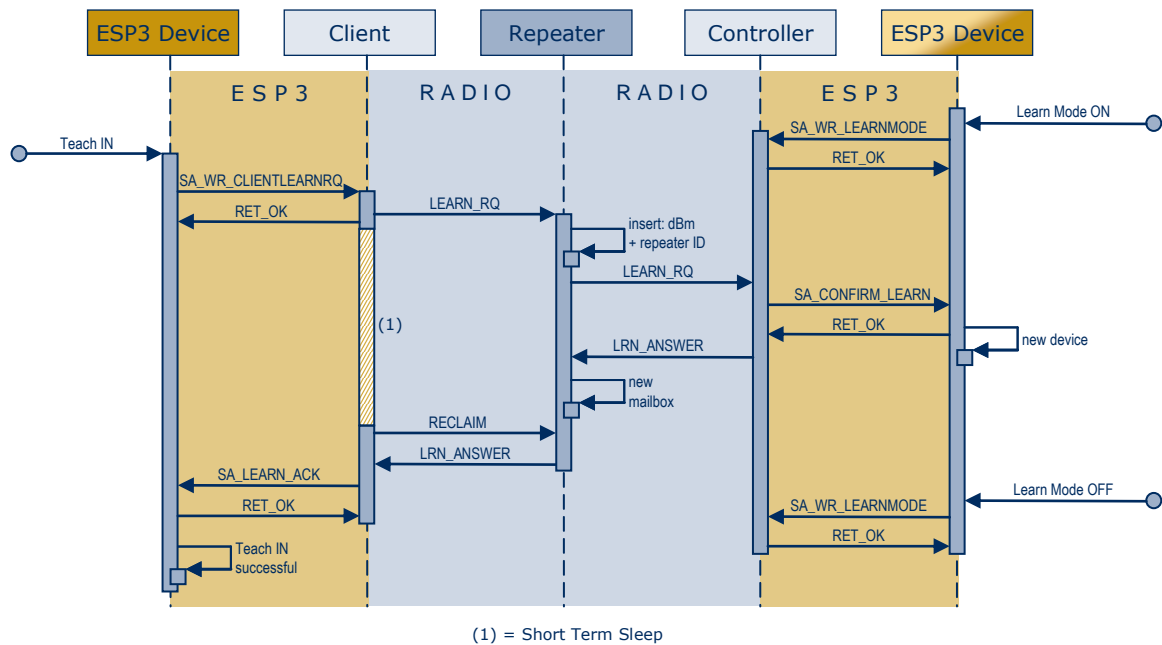 ESP3 Device
Client
Repeater
Controller
ESP3 Device
E S P 3
R A D I O
R A D I O
E S P 3
Learn Mode ON
SA_WR_LEARNMODE
Teach IN
RET_OK
SA_WR_CLIENTLEARNRQ
LEARN_RQ
RET_OK
insert: dBm
+ repeater ID
LEARN_RQ
SA_CONFIRM_LEARN
(1)
RET_OK
new device
LRN_ANSWER
new
mailbox
RECLAIM
LRN_ANSWER
SA_LEARN_ACK
Learn Mode OFF
RET_OK
SA_WR_LEARNMODE
RET_OK
Teach IN
successful
(1) = Short Term Sleep